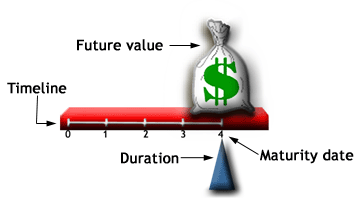 Future value
$
Timeline
0 1 2 3 4
Duration
Maturity date